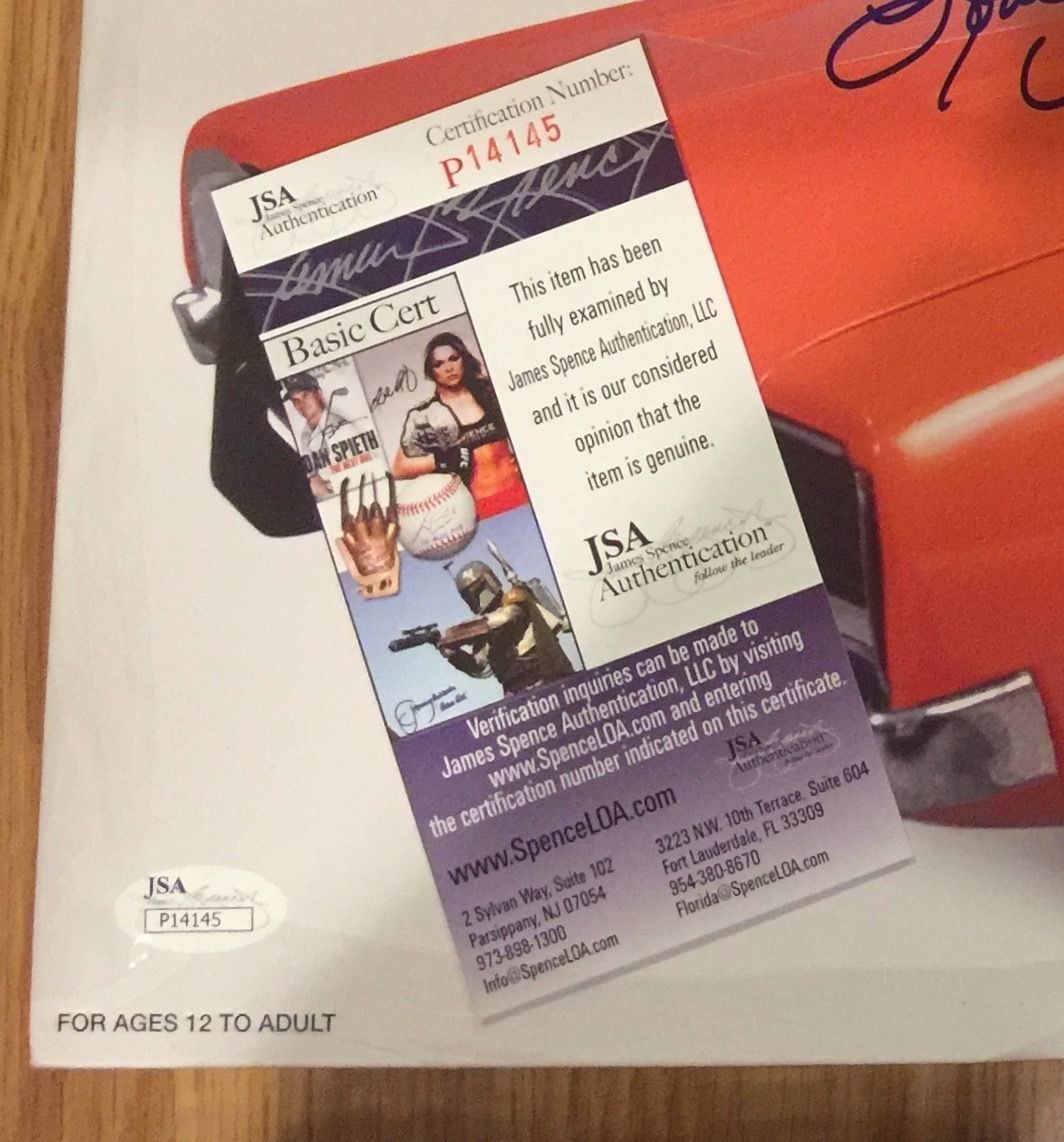 Certification Number:
P14145
JSA
James Spence
Authentication
Basic Cert
SPIETH
This item has been
fully examined by
James Spence Authentication, LLC
and it is our considered
opinion that the
item is genuine.
JSA
James Spence
Authentication
follow the leader
Verification inquiries can be made to
James Spence Authentication, LLC by visiting
www.SpenceLOA.com and entering
the certification number indicated on this certificate.
JSA
Authentication
www.SpenceLOA.com
2 Sylvan Way, Suite 102
Parsippany, NJ 07054
973-898-1300
Info@SpenceLOA.com
3223 N.W. 10th Terrace, Suite 604
Fort Lauderdale, FL 33309
954-380-8670
Florida@SpenceLOA.com
JSA
P14145
FOR AGES 12 TO ADULT